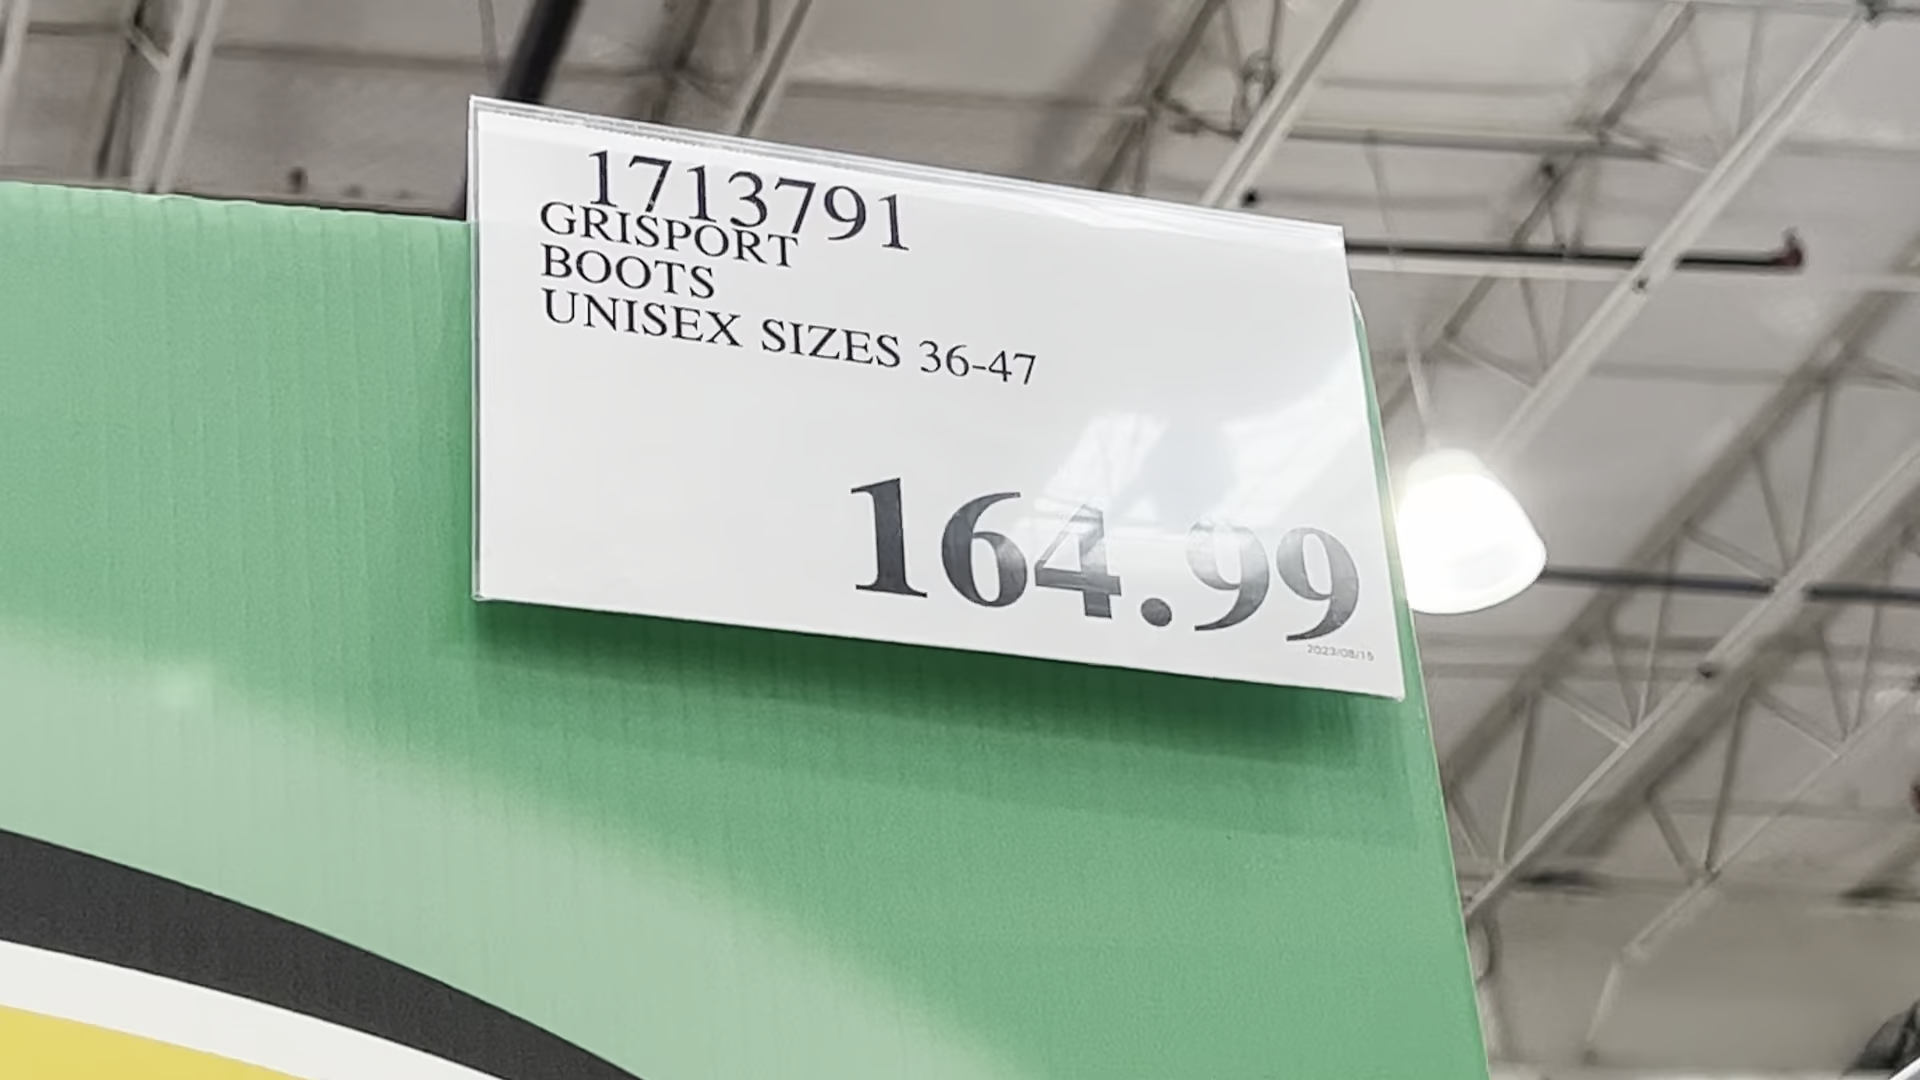 1713791
GRISPORT
BOOTS
UNISEX SIZES 36-47
164.99
2023/08/15